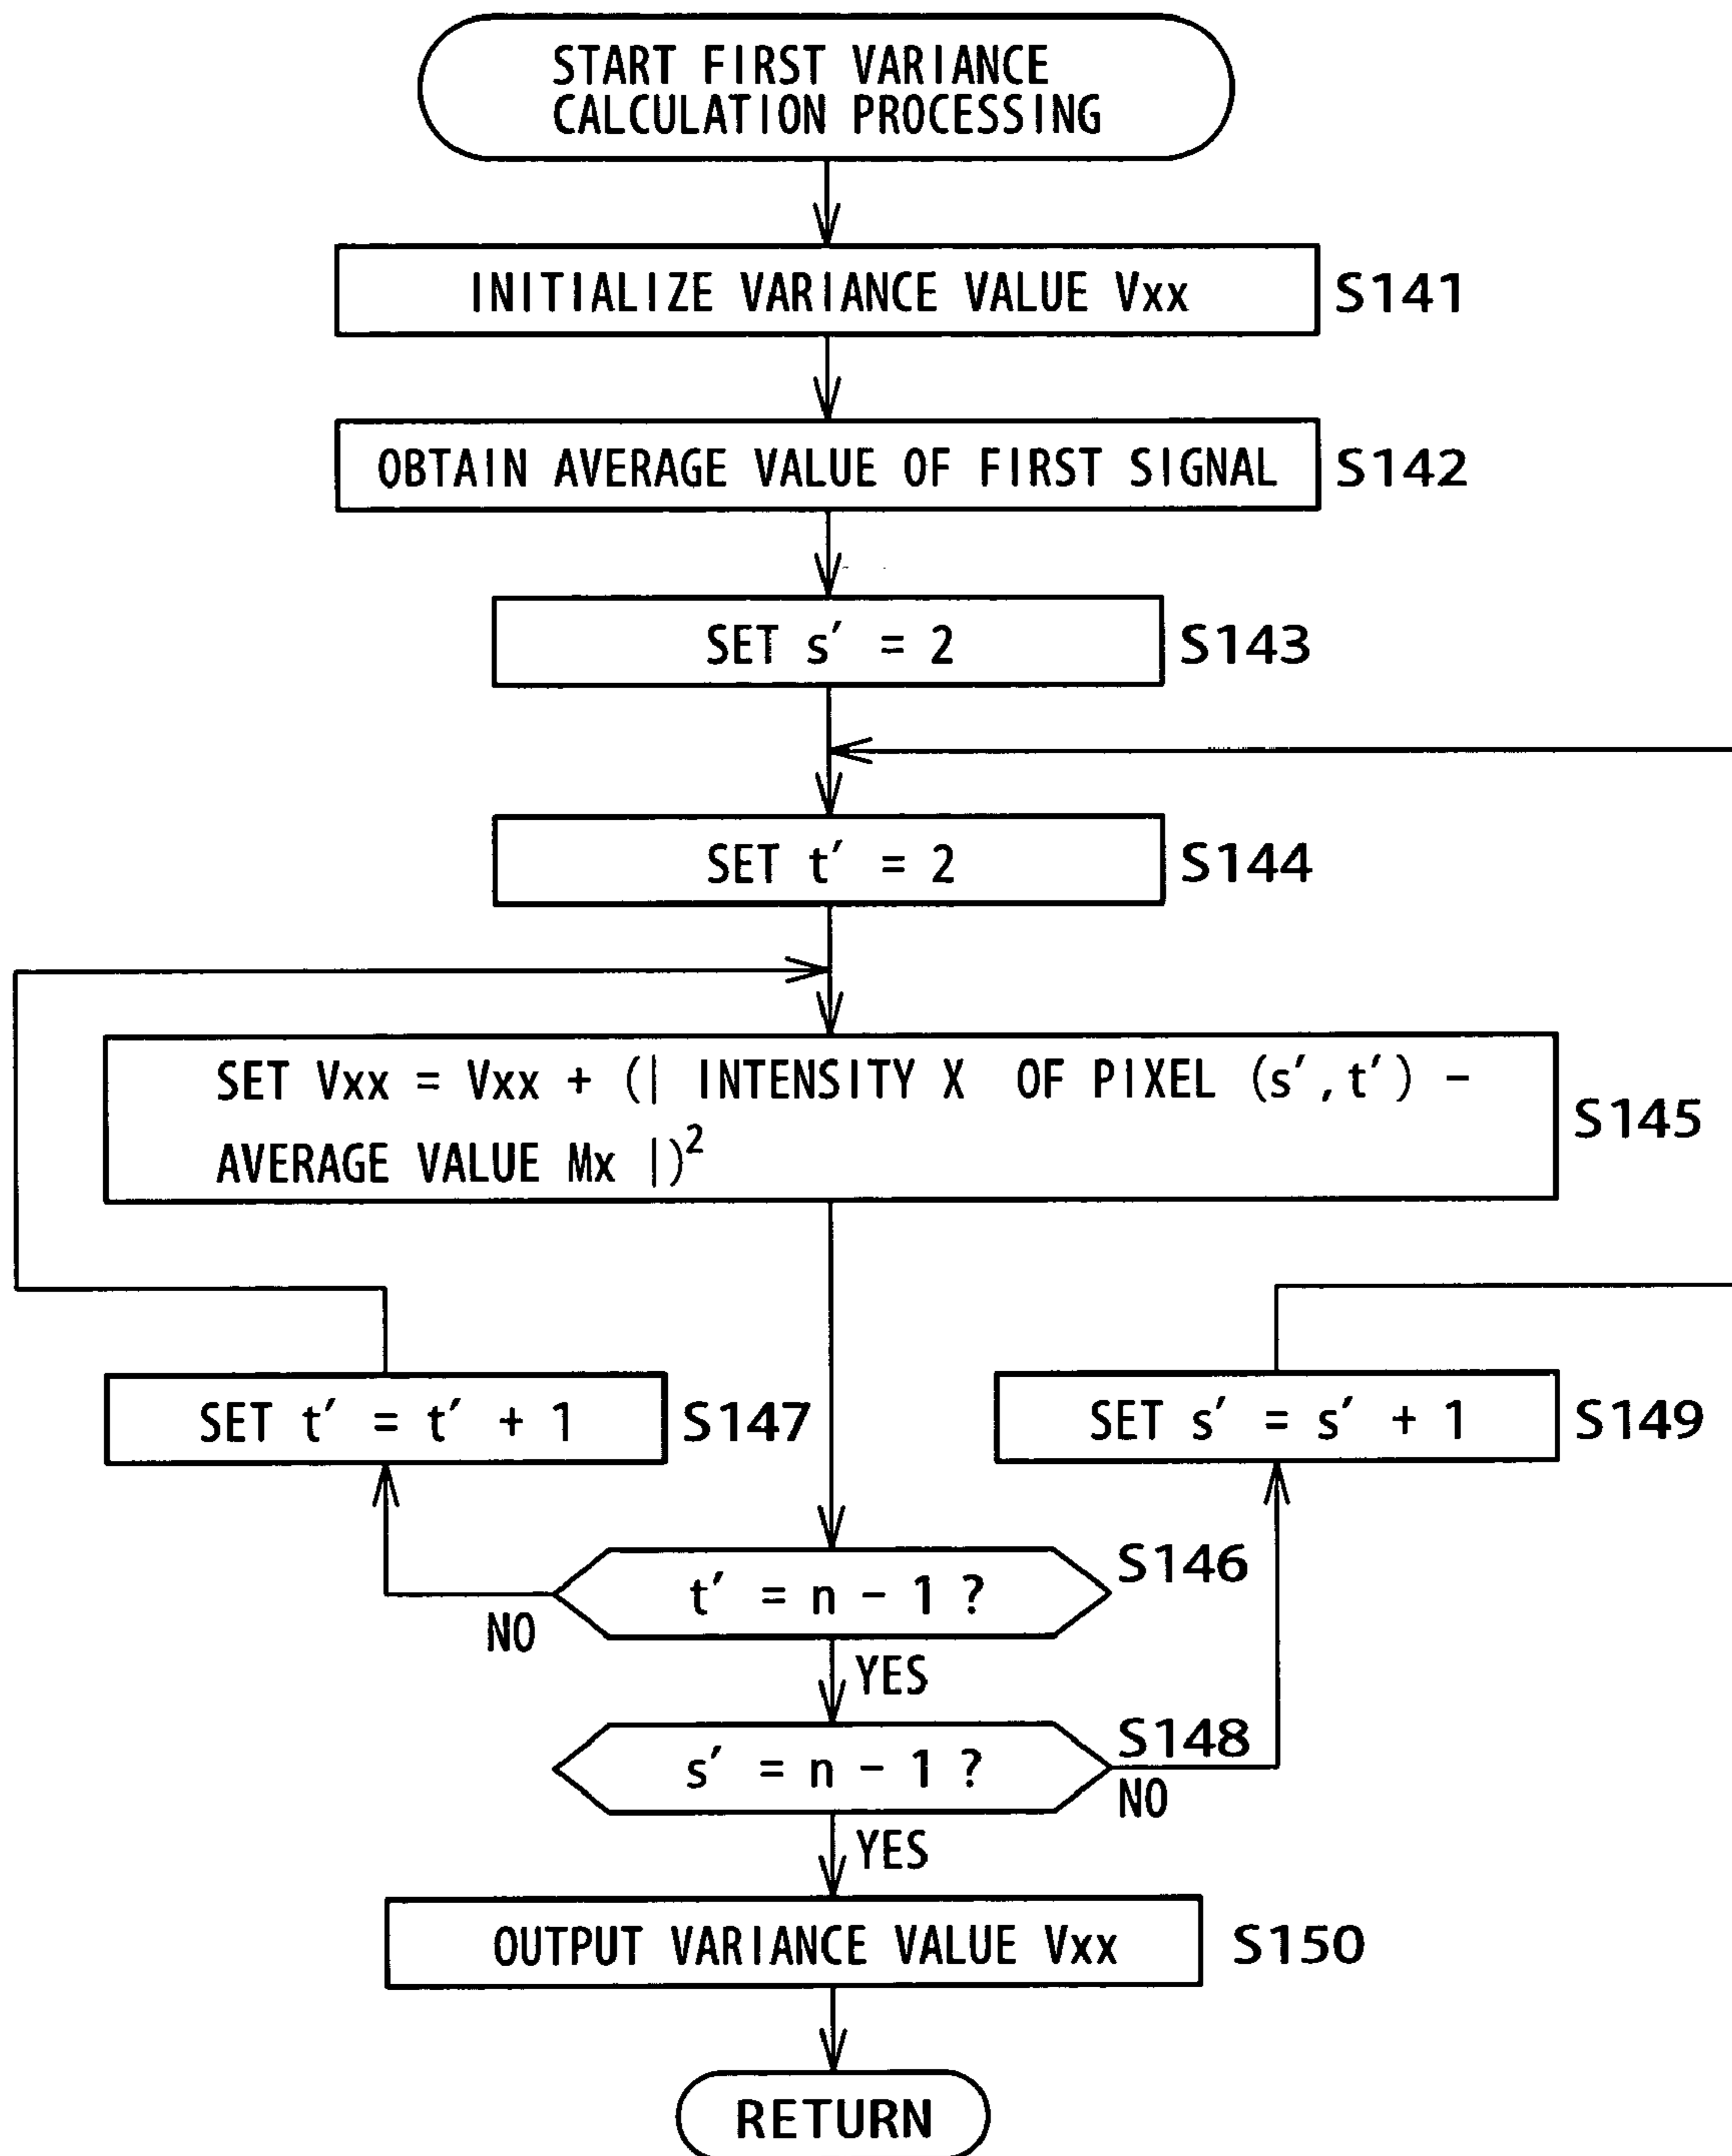 START FIRST VARIANCE
CALCULATION PROCESSING
INITIALIZE VARIANCE VALUE Vxx
S141
OBTAIN AVERAGE VALUE OF FIRST SIGNAL
S142
SET s′ = 2
S143
SET t′ = 2
S144
SET Vxx = Vxx + (| INTENSITY X OF PIXEL (s′,t′) −
AVERAGE VALUE Mx |)²
S145
SET t′ = t′ + 1
S147
SET s′ = s′ + 1
S149
t′ = n − 1 ?
S146
NO
YES
s′ = n − 1 ?
S148
NO
YES
OUTPUT VARIANCE VALUE Vxx
S150
RETURN